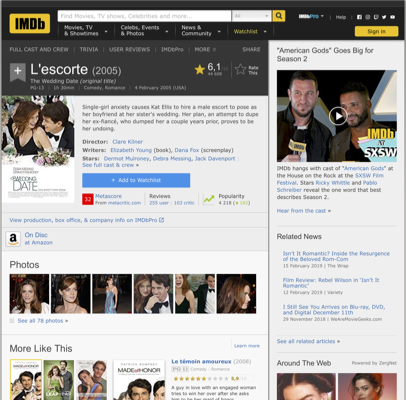 IMDb
Find Movies, TV shows, Celebrities and more...
All
IMDbPro
Help
Movies, TV
& Showtimes
Celebs, Events
& Photos
News &
Community
Watchlist
Sign in
FULL CAST AND CREW | TRIVIA | USER REVIEWS | IMDbPro | MORE
SHARE
L'escorte (2005)
The Wedding Date (original title)
PG-13 | 1h 30min | Comedy, Romance | 4 February 2005 (USA)
6,1
Rate
This
Single-girl anxiety causes Kat Ellis to hire a male escort to pose as
her boyfriend at her sister's wedding. Her plan, an attempt to dupe
her ex-fiancé, who dumped her a couple years prior, proves to be
her undoing.
Director: Clare Kilner
Writers: Elizabeth Young (book), Dana Fox (screenplay)
Stars: Dermot Mulroney, Debra Messing, Jack Davenport |
See full cast & crew »
THE
WEDDING
DATE
+ Add to Watchlist
32
Metascore
From metacritic.com
Reviews
255 user | 103 critic
Popularity
4 218
View production, box office, & company info on IMDbPro
a
On Disc
at Amazon
Photos
See all 78 photos »
More Like This
Learn more
MADE of HONOR
MADE of HONOR
Le témoin amoureux (2008)
PG Comedy | Romance
A guy in love with an engaged woman
tries to win her over after she asks
"American Gods" Goes Big for
Season 2
IMDb
AT
SXSW
IMDb hangs with cast of "American Gods" at
the House on the Rock at the SXSW Film
Festival. Stars Ricky Whittle and Pablo
Schreiber reveal the one word that best
describes Season 2.
Hear from the cast »
Related News
Isn't It Romantic? Inside the Resurgence
of the Beloved Rom-Com
15 February 2019 | The Wrap
Film Review: Rebel Wilson in 'Isn't It
Romantic'
12 February 2019 | Variety
I Still See You Arrives on Blu-ray, DVD,
and Digital December 11th
29 November 2018 | WeAreMovieGeeks.com
See all related articles »
Around The Web
Powered by ZergNet